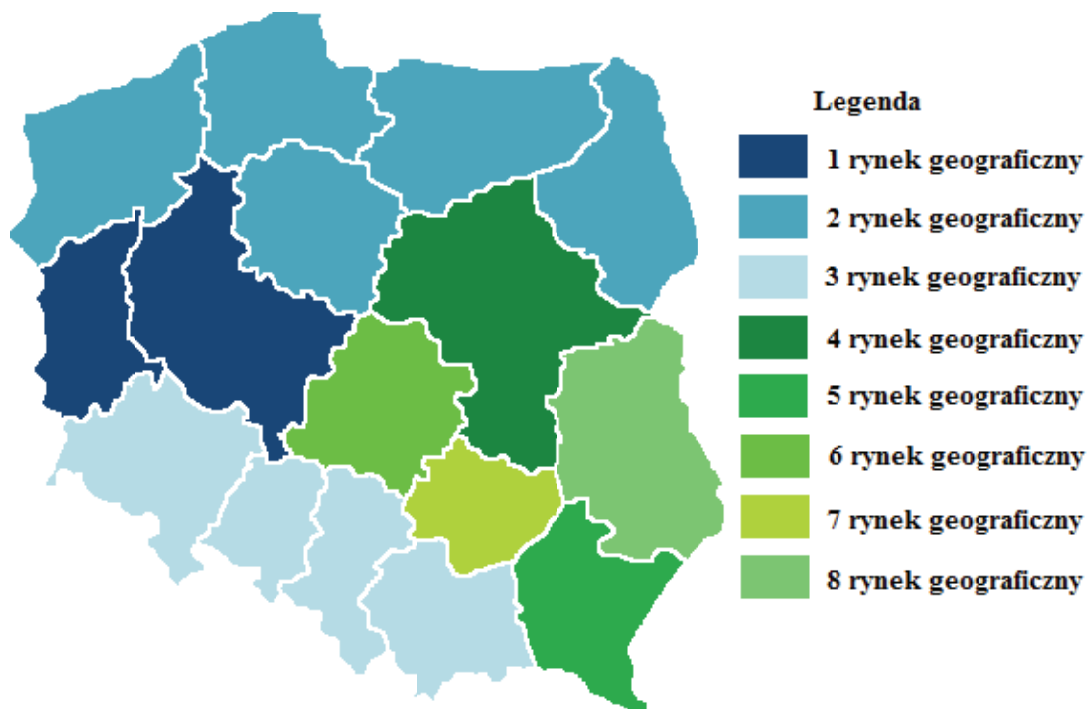 Legenda
1 rynek geograficzny
2 rynek geograficzny
3 rynek geograficzny
4 rynek geograficzny
5 rynek geograficzny
6 rynek geograficzny
7 rynek geograficzny
8 rynek geograficzny